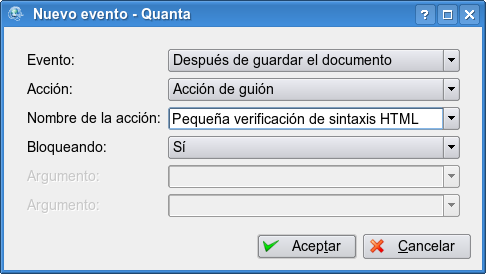 Nuevo evento - Quanta
Evento: Después de guardar el documento
Acción: Acción de guión
Nombre de la acción: Pequeña verificación de sintaxis HTML
Bloqueando: Sí
Argumento:
Argumento:
Aceptar Cancelar